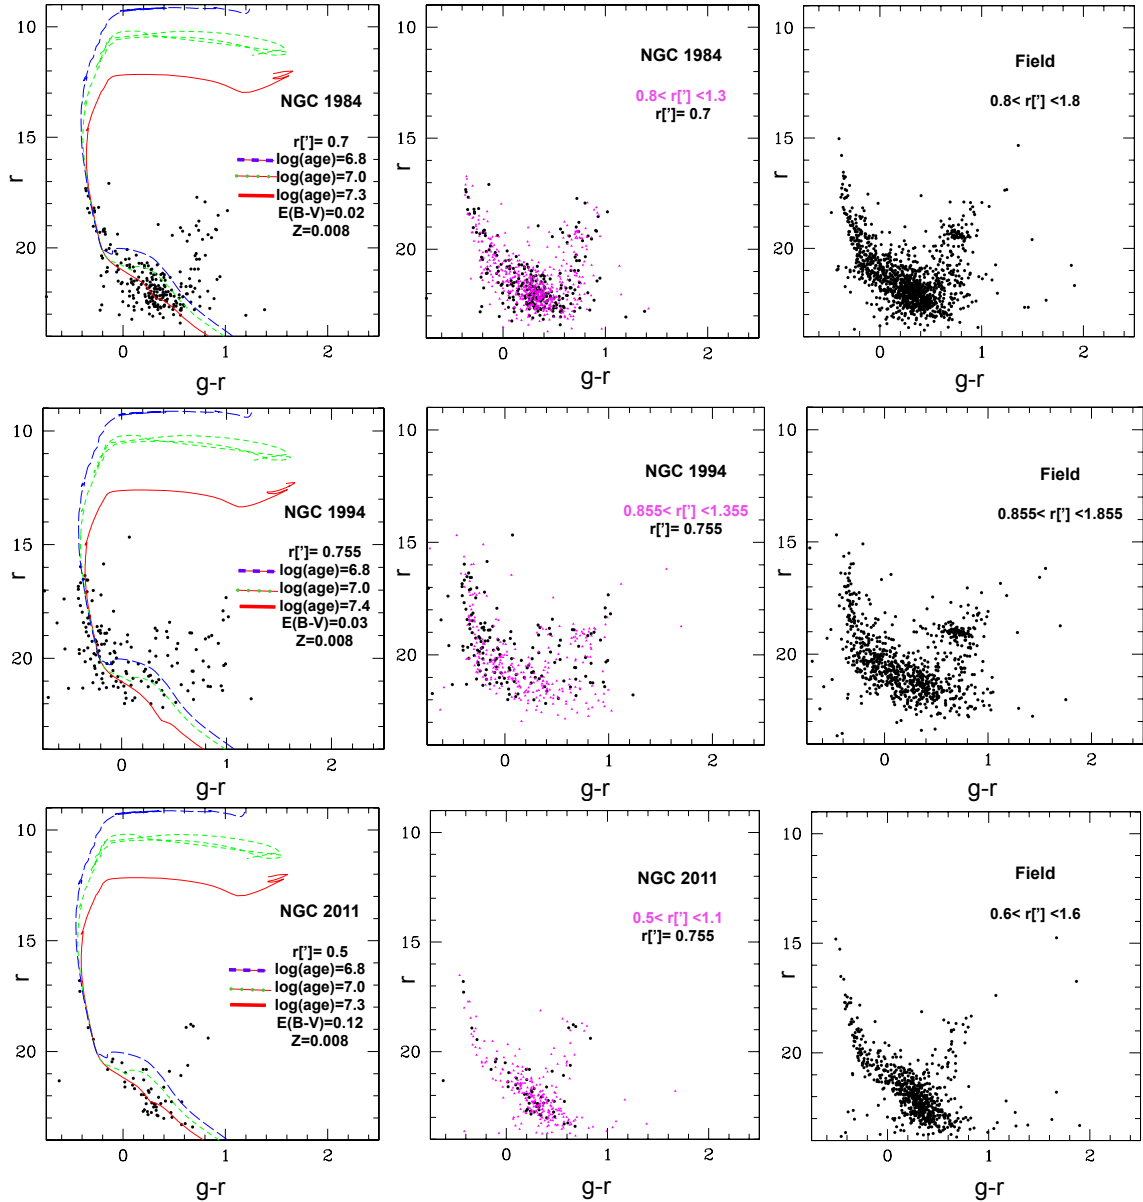 10
15
20
r
0
1
2
g-r
NGC 1984
r[']= 0.7
log(age)=6.8
log(age)=7.0
log(age)=7.3
E(B-V)=0.02
Z=0.008
10
15
20
r
0
1
2
g-r
NGC 1984
0.8< r['] <1.3
r[']= 0.7
10
15
20
r
0
1
2
g-r
Field
0.8< r['] <1.8
10
15
20
r
0
1
2
g-r
NGC 1994
r[']= 0.755
log(age)=6.8
log(age)=7.0
log(age)=7.4
E(B-V)=0.03
Z=0.008
10
15
20
r
0
1
2
g-r
NGC 1994
0.855< r['] <1.355
r[']= 0.755
10
15
20
r
0
1
2
g-r
Field
0.855< r['] <1.855
10
15
20
r
0
1
2
g-r
NGC 2011
r[']= 0.5
log(age)=6.8
log(age)=7.0
log(age)=7.3
E(B-V)=0.12
Z=0.008
10
15
20
r
0
1
2
g-r
NGC 2011
0.5< r['] <1.1
r[']= 0.755
10
15
20
r
0
1
2
g-r
Field
0.6< r['] <1.6